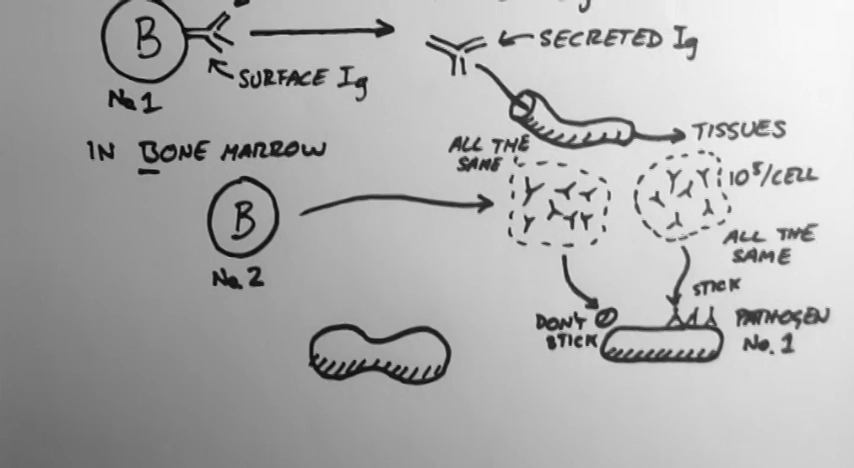 B
SECRETED Ig
SURFACE Ig
No 1
TISSUES
IN BONE MARROW
ALL THE
SAME
10⁵/CELL
B
ALL THE
SAME
No. 2
STICK
DON'T
STICK
PATHOGEN
No. 1